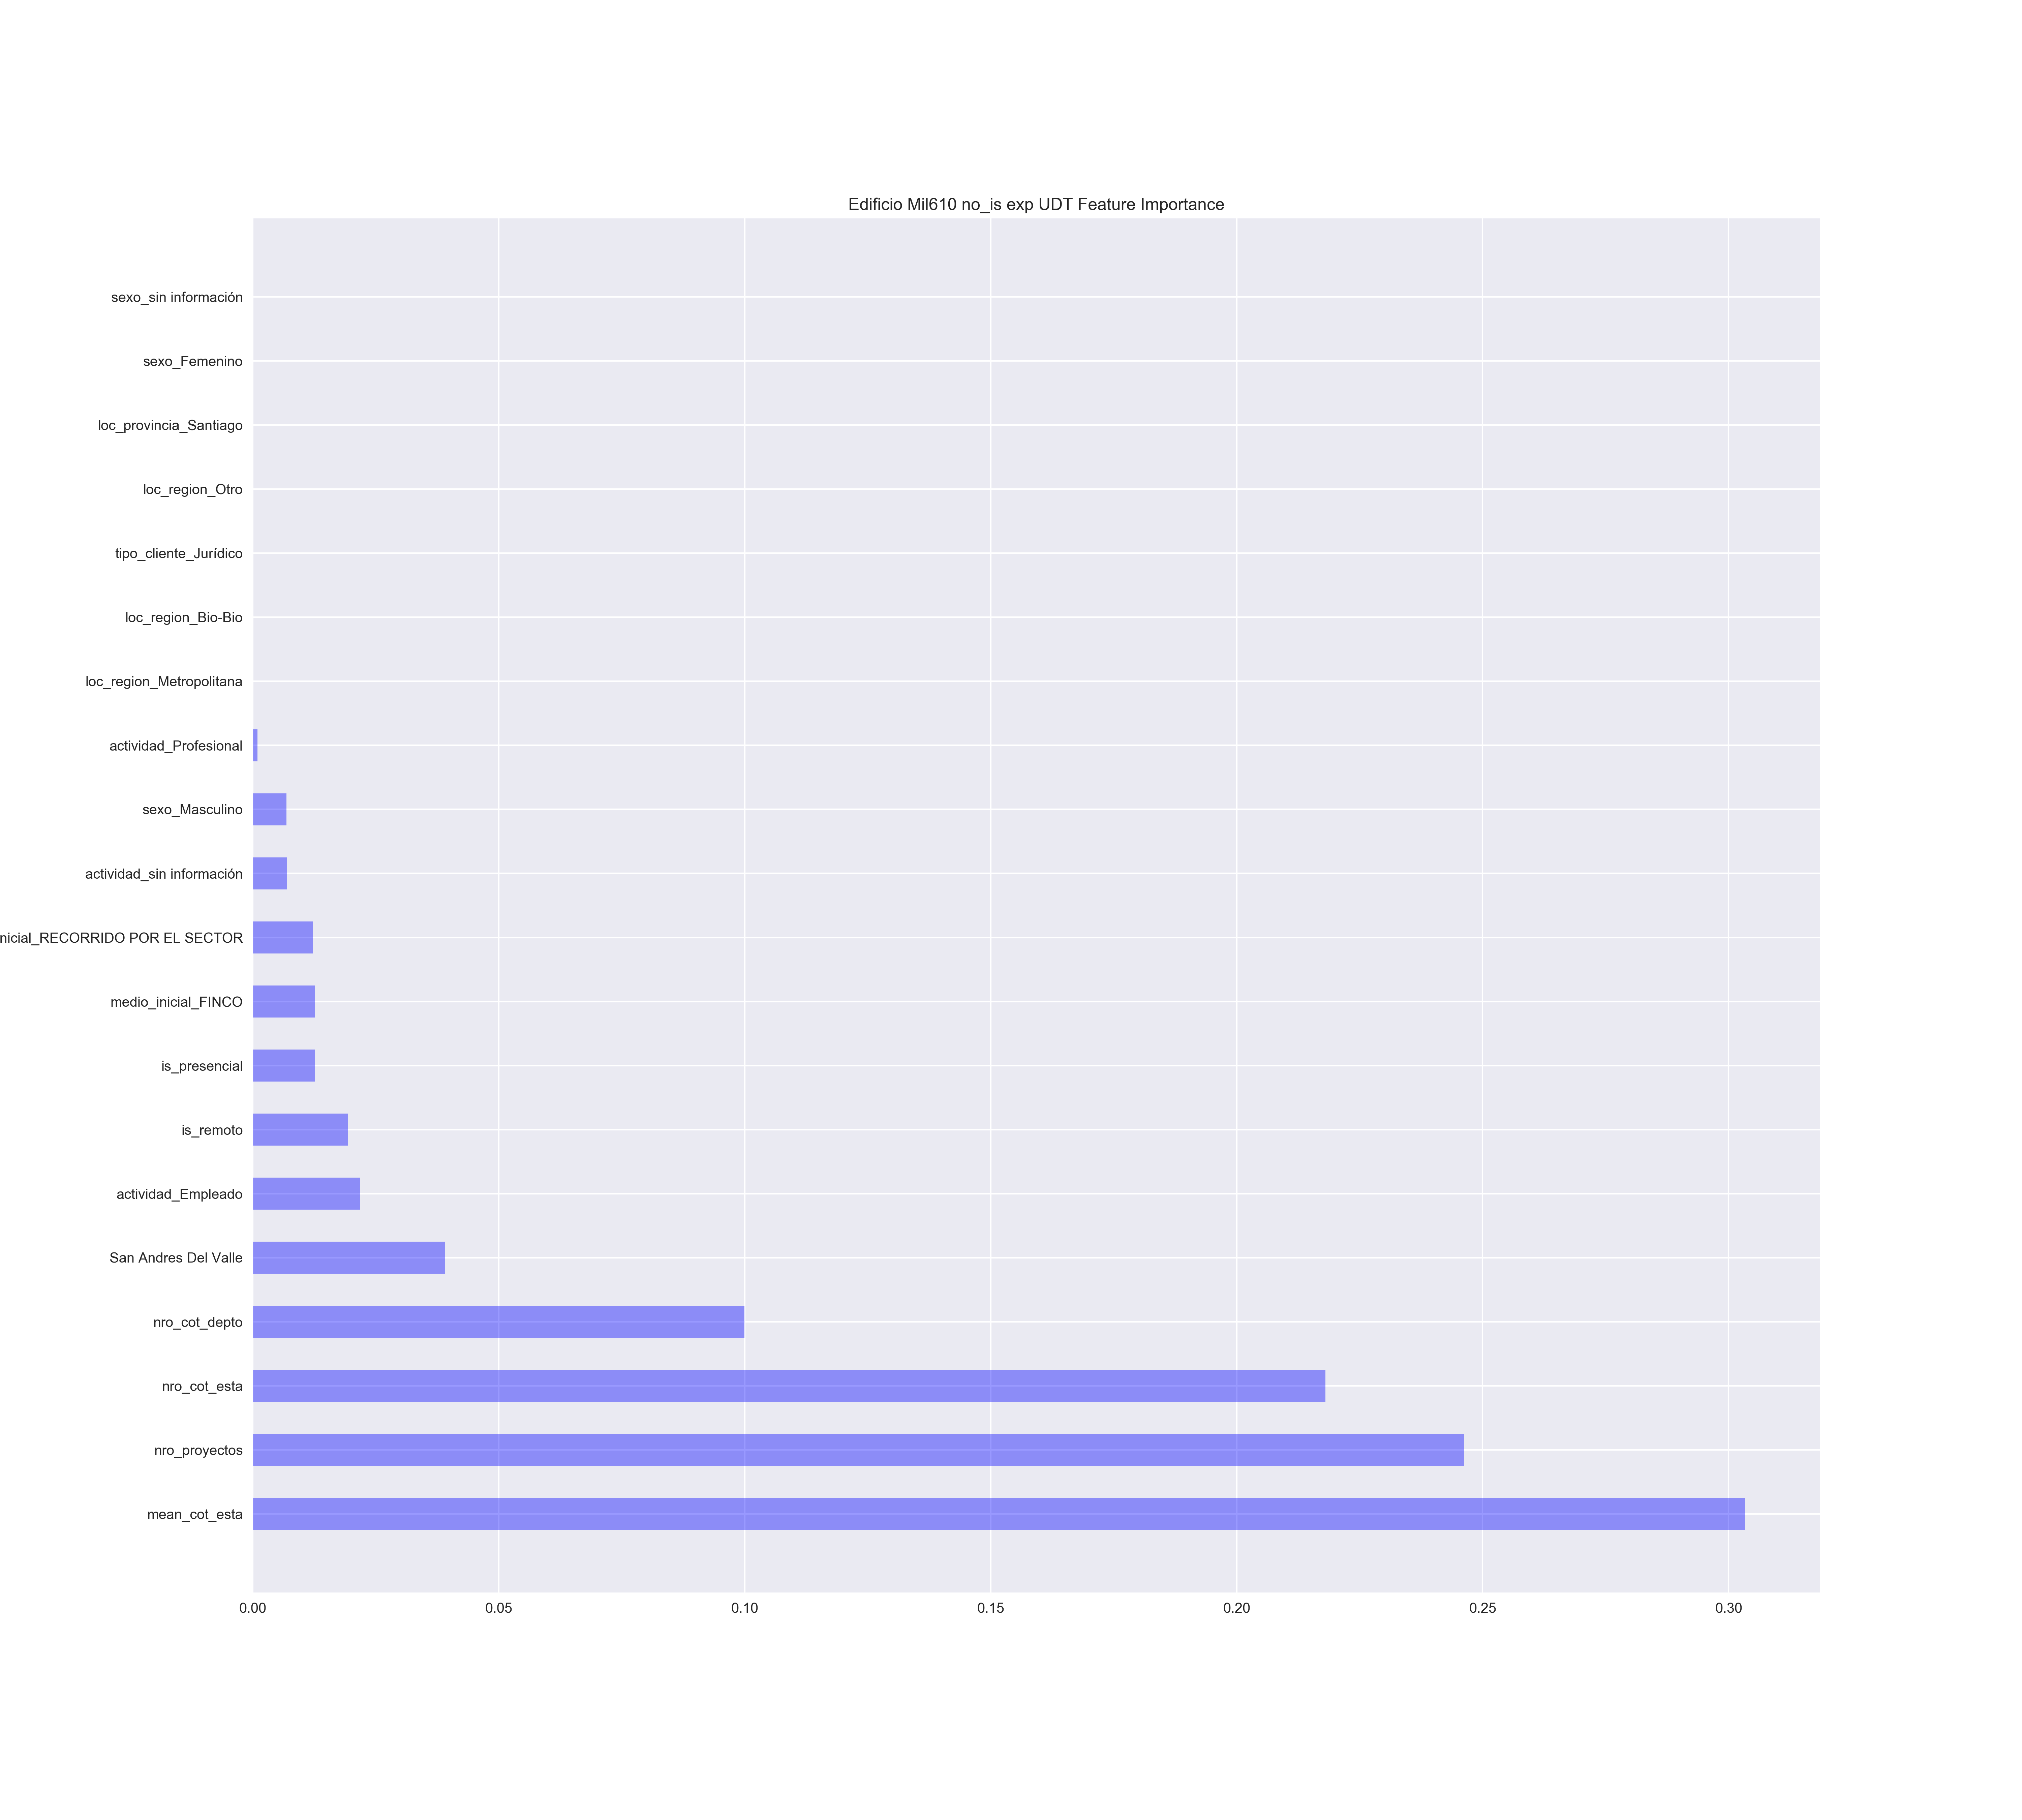 Edificio Mil610 no_is exp UDT Feature Importance
sexo_sin información
sexo_Femenino
loc_provincia_Santiago
loc_region_Otro
tipo_cliente_Jurídico
loc_region_Bio-Bio
loc_region_Metropolitana
actividad_Profesional
sexo_Masculino
actividad_sin información
nicial_RECORRIDO POR EL SECTOR
medio_inicial_FINCO
is_presencial
is_remoto
actividad_Empleado
San Andres Del Valle
nro_cot_depto
nro_cot_esta
nro_proyectos
mean_cot_esta
0.00 0.05 0.10 0.15 0.20 0.25 0.30